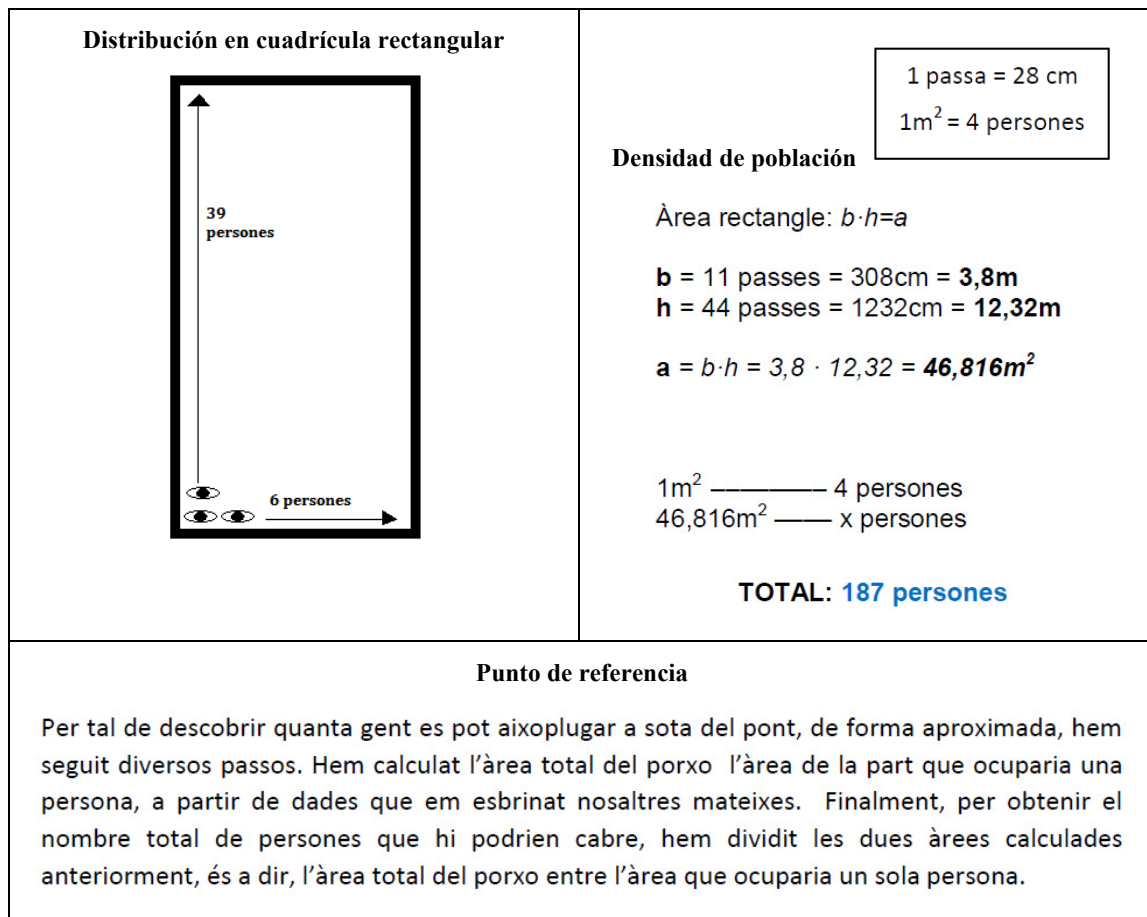 Distribución en cuadrícula rectangular
39
persones
6 persones
1 passa = 28 cm
1m² = 4 persones
Densidad de población
Àrea rectangle: b·h=a
b = 11 passes = 308cm = 3,8m
h = 44 passes = 1232cm = 12,32m
a = b·h = 3,8 · 12,32 = 46,816m²
1m² ———— 4 persones
46,816m² —— x persones
TOTAL: 187 persones
Punto de referencia
Per tal de descobrir quanta gent es pot aixoplugar a sota del pont, de forma aproximada, hem
seguit diversos passos. Hem calculat l’àrea total del porxo l’àrea de la part que ocuparia una
persona, a partir de dades que em esbrinat nosaltres mateixes. Finalment, per obtenir el
nombre total de persones que hi podrien cabre, hem dividit les dues àrees calculades
anteriorment, és a dir, l’àrea total del porxo entre l’àrea que ocuparia un sola persona.